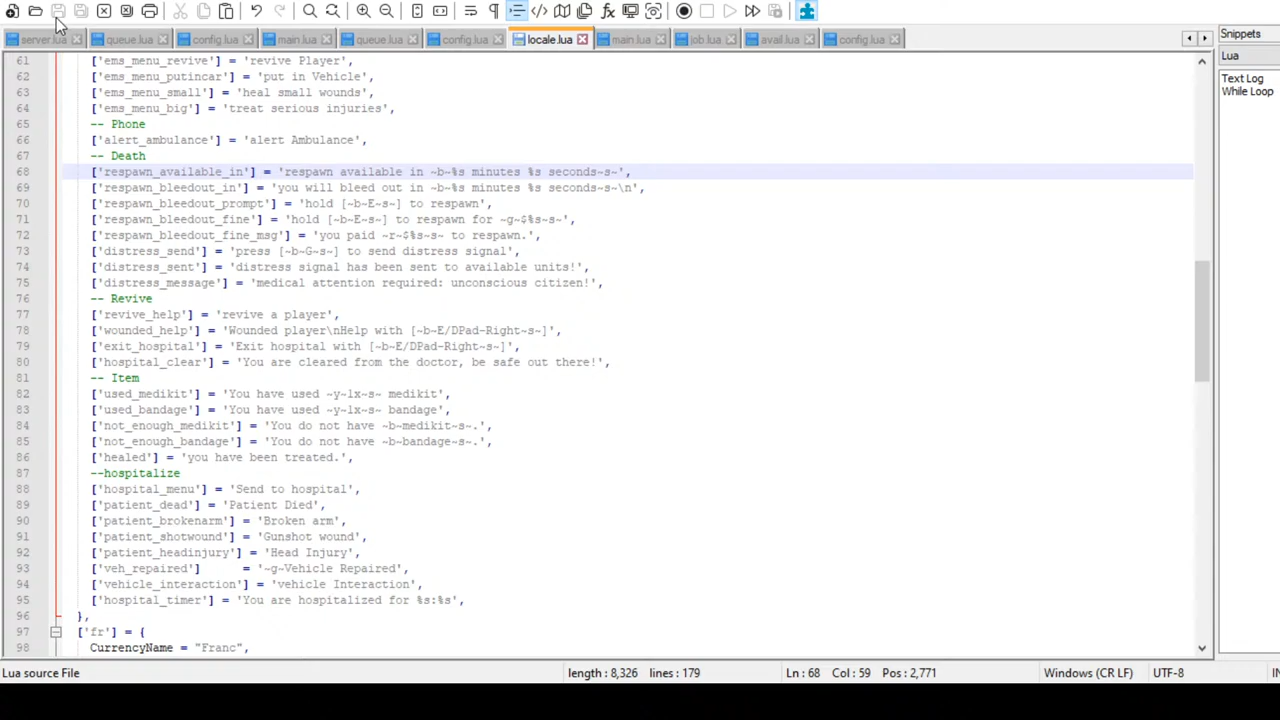 server.lua queue.lua config.lua main.lua queue.lua config.lua locale.lua main.lua job.lua avail.lua config.lua
Snippets
Lua
Text Log
While Loop
61 ['ems_menu_revive'] = 'revive Player',
62 ['ems_menu_putincar'] = 'put in Vehicle',
63 ['ems_menu_small'] = 'heal small wounds',
64 ['ems_menu_big'] = 'treat serious injuries',
65 -- Phone
66 ['alert_ambulance'] = 'alert Ambulance',
67 -- Death
68 ['respawn_available_in'] = 'respawn available in ~b~%s minutes %s seconds~s~',
69 ['respawn_bleedout_in'] = 'you will bleed out in ~b~%s minutes %s seconds~s~\n',
70 ['respawn_bleedout_prompt'] = 'hold [~b~E~s~] to respawn',
71 ['respawn_bleedout_fine'] = 'hold [~b~E~s~] to respawn for ~g~$%s~s~',
72 ['respawn_bleedout_fine_msg'] = 'you paid ~r~$%s~s~ to respawn.',
73 ['distress_send'] = 'press [~b~G~s~] to send distress signal',
74 ['distress_sent'] = 'distress signal has been sent to available units!',
75 ['distress_message'] = 'medical attention required: unconscious citizen!',
76 -- Revive
77 ['revive_help'] = 'revive a player',
78 ['wounded_help'] = 'Wounded player\nHelp with [~b~E/DPad-Right~s~]',
79 ['exit_hospital'] = 'Exit hospital with [~b~E/DPad-Right~s~]',
80 ['hospital_clear'] = 'You are cleared from the doctor, be safe out there!',
81 -- Item
82 ['used_medikit'] = 'You have used ~y~1x~s~ medikit',
83 ['used_bandage'] = 'You have used ~y~1x~s~ bandage',
84 ['not_enough_medikit'] = 'You do not have ~b~medikit~s~.',
85 ['not_enough_bandage'] = 'You do not have ~b~bandage~s~.',
86 ['healed'] = 'you have been treated.',
87 --hospitalize
88 ['hospital_menu'] = 'Send to hospital',
89 ['patient_dead'] = 'Patient Died',
90 ['patient_brokenarm'] = 'Broken arm',
91 ['patient_shotwound'] = 'Gunshot wound',
92 ['patient_headinjury'] = 'Head Injury',
93 ['veh_repaired'] = '~g~Vehicle Repaired',
94 ['vehicle_interaction'] = 'vehicle Interaction',
95 ['hospital_timer'] = 'You are hospitalized for %s:%s',
96 },
97 ['fr'] = {
98 CurrencyName = "Franc",
Lua source File length : 8,326 lines : 179 Ln : 68 Col : 59 Pos : 2,771 Windows (CR LF) UTF-8